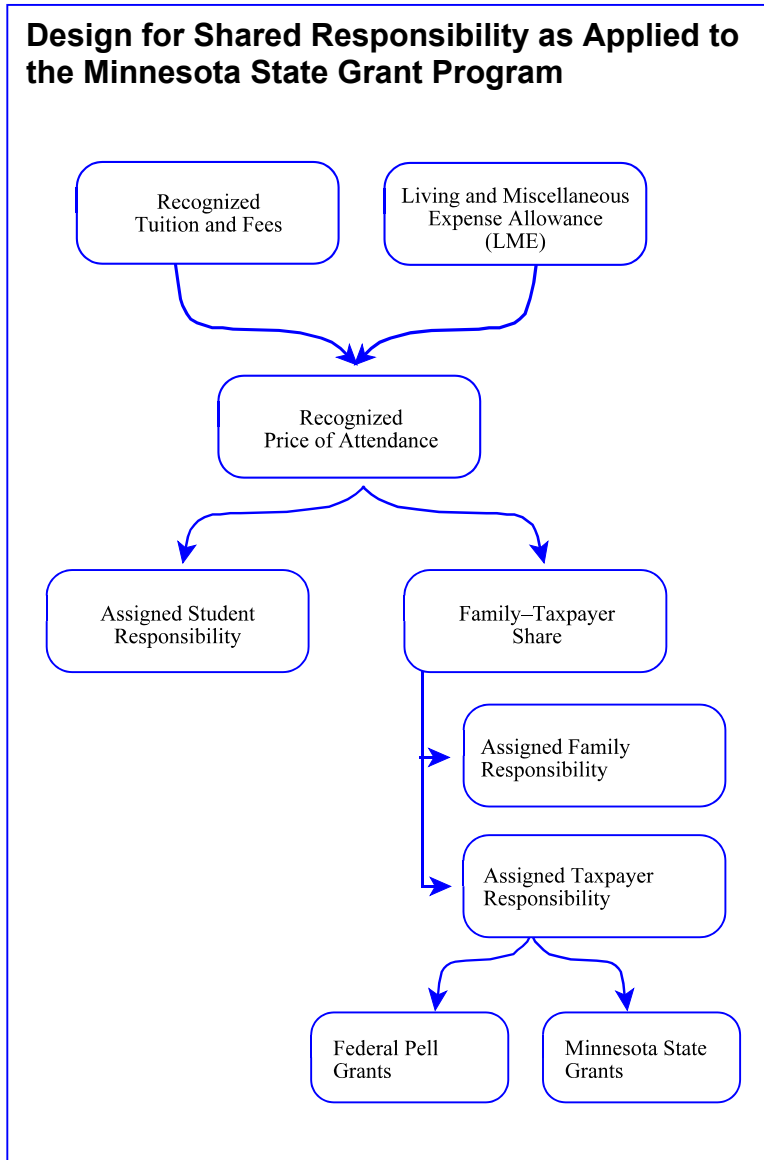 Design for Shared Responsibility as Applied to
the Minnesota State Grant Program
Recognized
Tuition and Fees
Living and Miscellaneous
Expense Allowance
(LME)
Recognized
Price of Attendance
Assigned Student
Responsibility
Family–Taxpayer
Share
Assigned Family
Responsibility
Assigned Taxpayer
Responsibility
Federal Pell
Grants
Minnesota State
Grants